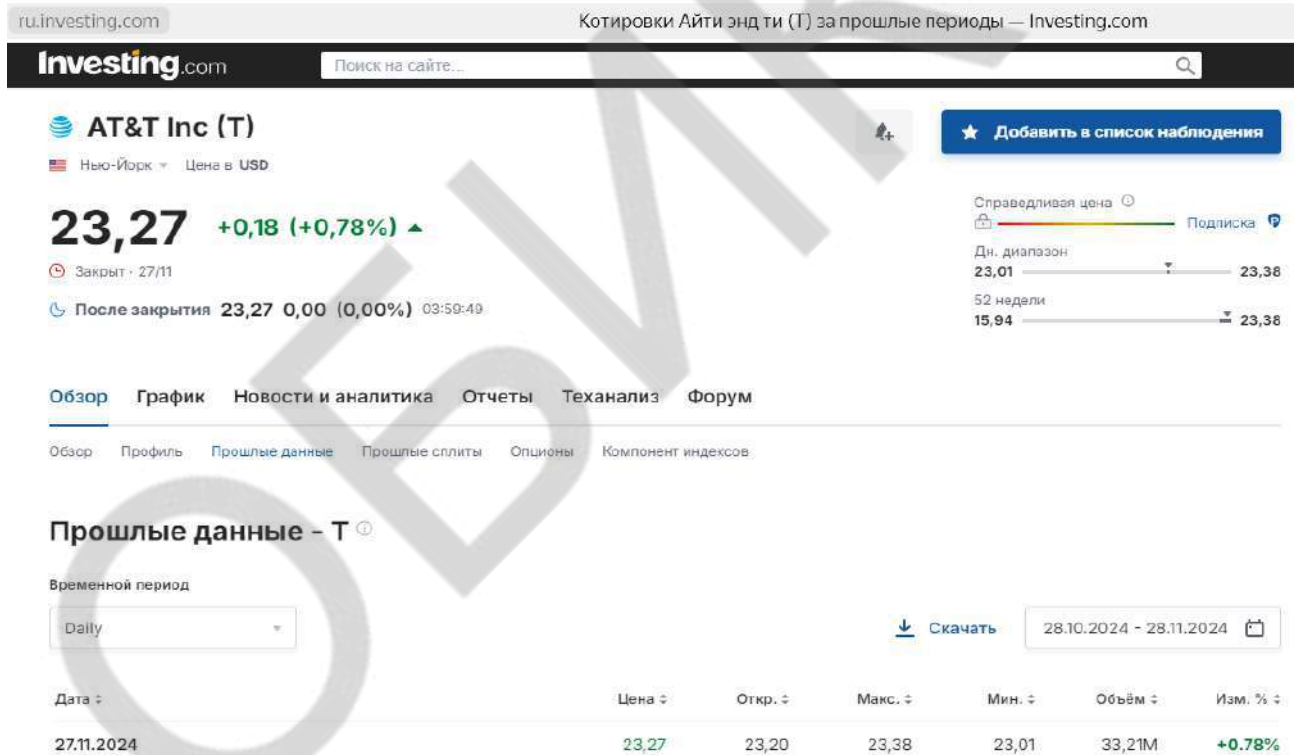 ru.investing.com Котировки Айти энд ти (T) за прошлые периоды — Investing.com
Investing.com Поиск на сайте...
AT&T Inc (T)
Добавить в список наблюдения
Нью-Йорк Цена в USD
23,27 +0,18 (+0,78%)
Справедливая цена
Подписка
Закрыт · 27/11
Дн. диапазон
23,01 23,38
После закрытия 23,27 0,00 (0,00%) 03:59:49
52 недели
15,94 23,38
Обзор График Новости и аналитика Отчеты Теханализ Форум
Обзор Профиль Прошлые данные Прошлые сплиты Опционы Компонент индексов
Прошлые данные - T
Временной период
Daily
Скачать 28.10.2024 - 28.11.2024
Дата Цена Откр. Макс. Мин. Объём Изм. %
27.11.2024 23,27 23,20 23,38 23,01 33,21M +0.78%